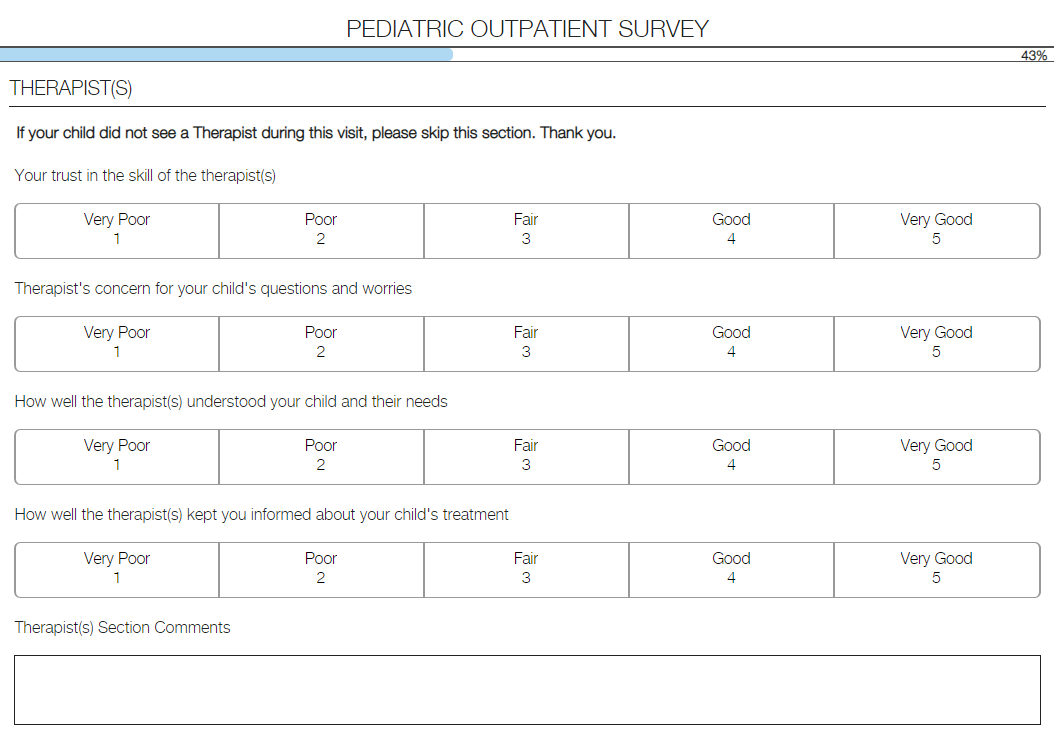 PEDIATRIC OUTPATIENT SURVEY
43%
THERAPIST(S)
If your child did not see a Therapist during this visit, please skip this section. Thank you.
Your trust in the skill of the therapist(s)
Very Poor Poor Fair Good Very Good
1 2 3 4 5
Therapist's concern for your child's questions and worries
Very Poor Poor Fair Good Very Good
1 2 3 4 5
How well the therapist(s) understood your child and their needs
Very Poor Poor Fair Good Very Good
1 2 3 4 5
How well the therapist(s) kept you informed about your child's treatment
Very Poor Poor Fair Good Very Good
1 2 3 4 5
Therapist(s) Section Comments